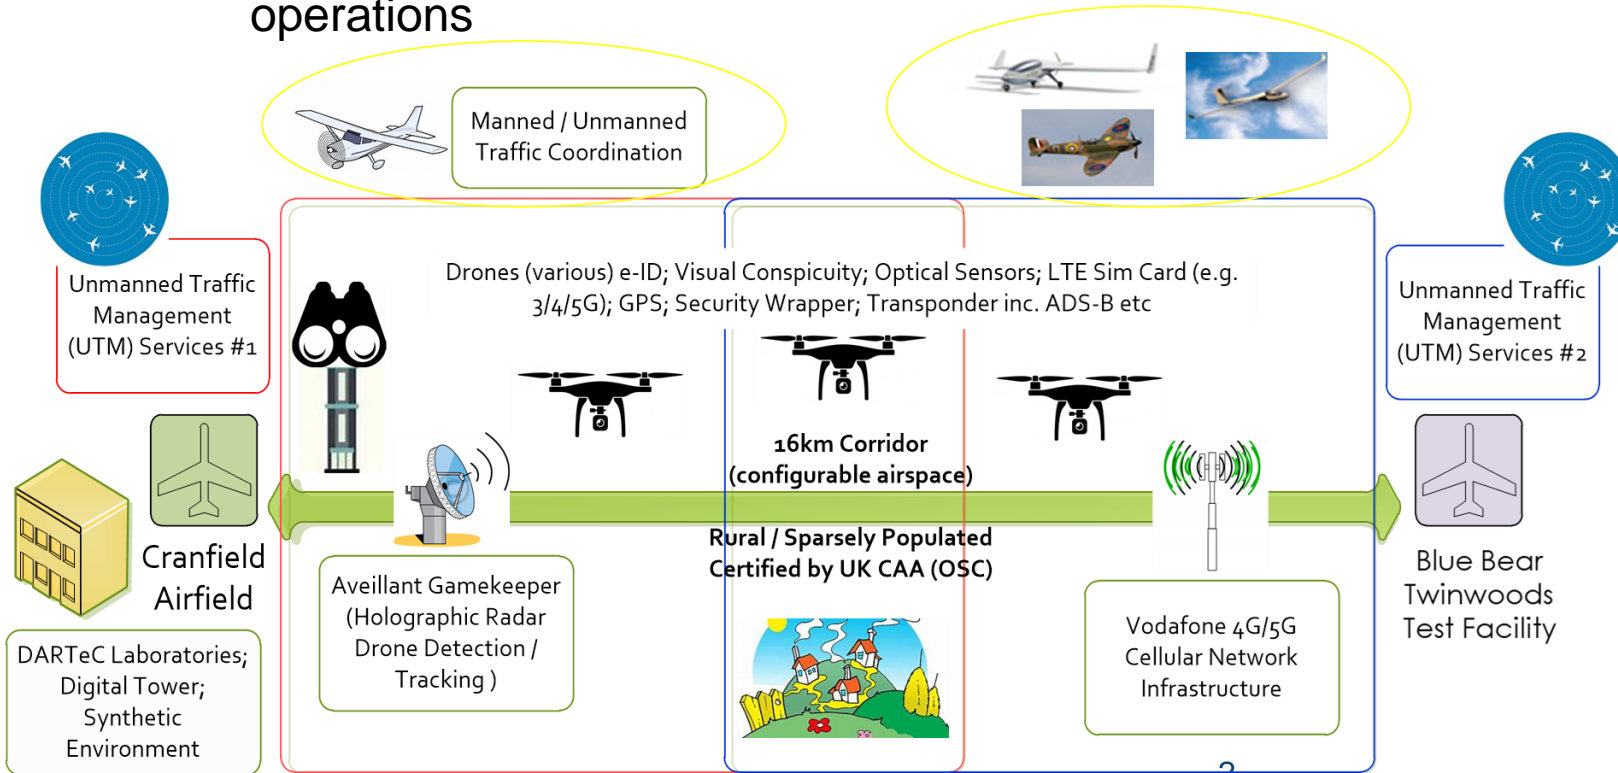 operations
Manned / Unmanned
Traffic Coordination
Unmanned Traffic
Management
(UTM) Services #1
Drones (various) e-ID; Visual Conspicuity; Optical Sensors; LTE Sim Card (e.g.
3/4/5G); GPS; Security Wrapper; Transponder inc. ADS-B etc
Unmanned Traffic
Management
(UTM) Services #2
16km Corridor
(configurable airspace)
Rural / Sparsely Populated
Certified by UK CAA (OSC)
Cranfield
Airfield
Aveillant Gamekeeper
(Holographic Radar
Drone Detection /
Tracking )
Vodafone 4G/5G
Cellular Network
Infrastructure
Blue Bear
Twinwoods
Test Facility
DARTeC Laboratories;
Digital Tower;
Synthetic
Environment